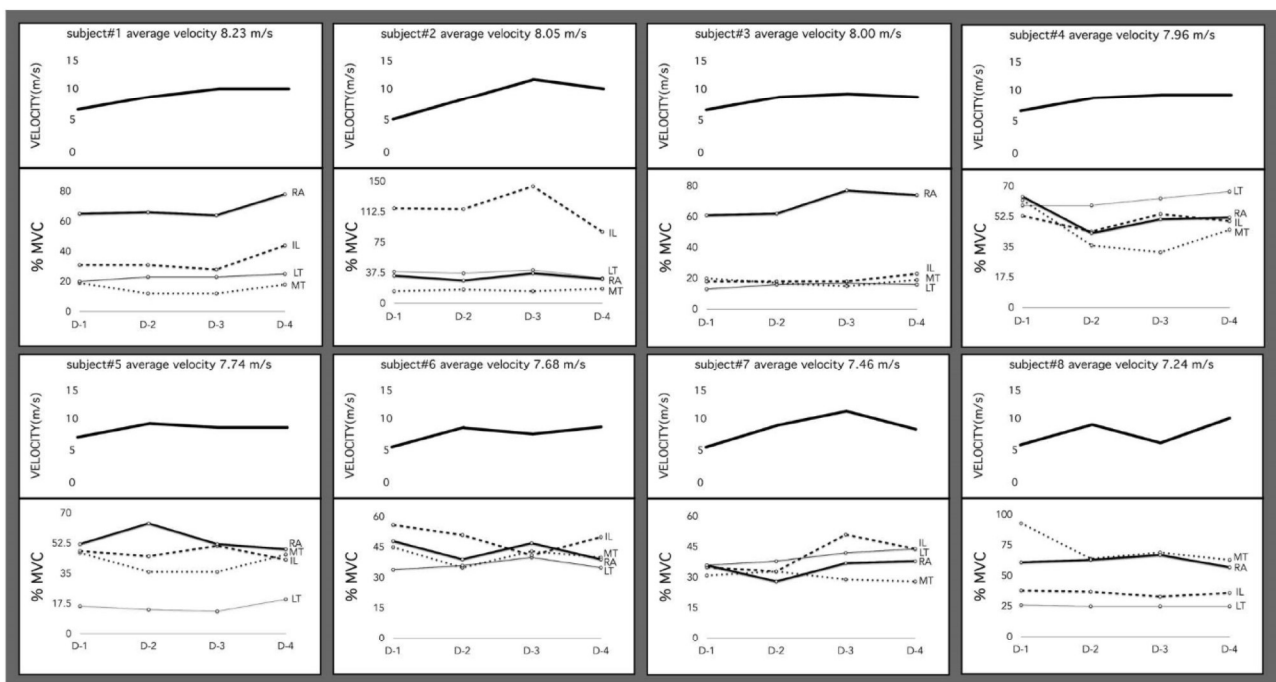 subject#1 average velocity 8.23 m/s
VELOCITY(m/s)
15
10
5
0
% MVC
80
60
40
20
0
RA
IL
LT
MT
D-1 D-2 D-3 D-4
subject#2 average velocity 8.05 m/s
VELOCITY(m/s)
15
10
5
0
% MVC
150
112.5
75
37.5
0
IL
LT
RA
MT
D-1 D-2 D-3 D-4
subject#3 average velocity 8.00 m/s
VELOCITY(m/s)
15
10
5
0
% MVC
80
60
40
20
0
RA
IL
MT
LT
D-1 D-2 D-3 D-4
subject#4 average velocity 7.96 m/s
VELOCITY(m/s)
15
10
5
0
% MVC
70
52.5
35
17.5
0
LT
RA
IL
MT
D-1 D-2 D-3 D-4
subject#5 average velocity 7.74 m/s
VELOCITY(m/s)
15
10
5
0
% MVC
70
52.5
35
17.5
0
RA
MT
IL
LT
D-1 D-2 D-3 D-4
subject#6 average velocity 7.68 m/s
VELOCITY(m/s)
15
10
5
0
% MVC
60
45
30
15
0
IL
MT
RA
LT
D-1 D-2 D-3 D-4
subject#7 average velocity 7.46 m/s
VELOCITY(m/s)
15
10
5
0
% MVC
60
45
30
15
0
IL
LT
RA
MT
D-1 D-2 D-3 D-4
subject#8 average velocity 7.24 m/s
VELOCITY(m/s)
15
10
5
0
% MVC
100
75
50
25
0
MT
RA
IL
LT
D-1 D-2 D-3 D-4